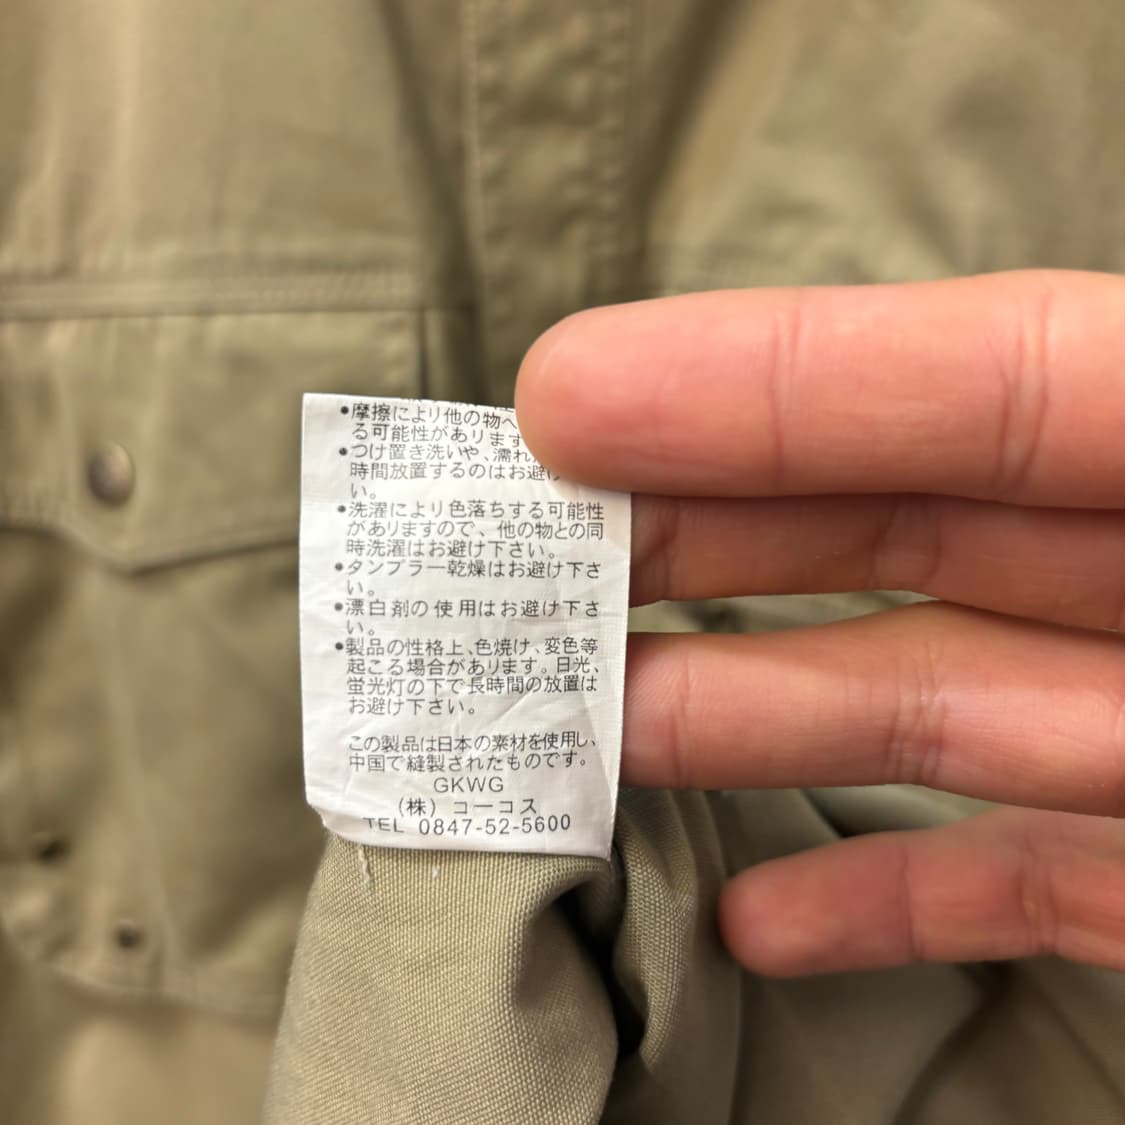 ●摩擦により他の物へ
る可能性があります
●つけ置き洗いや、濡れ
時間放置するのはお避け
い。
●洗濯により色落ちする可能性
がありますので、他の物との同
時洗濯はお避け下さい。
●タンブラー乾燥はお避け下さ
い。
●漂白剤の使用はお避け下さ
い。
●製品の性格上、色焼け、変色等
起こる場合があります。日光、
蛍光灯の下で長時間の放置は
お避け下さい。
この製品は日本の素材を使用し、
中国で縫製されたものです。
GKWG
(株)コーコス
TEL 0847-52-5600